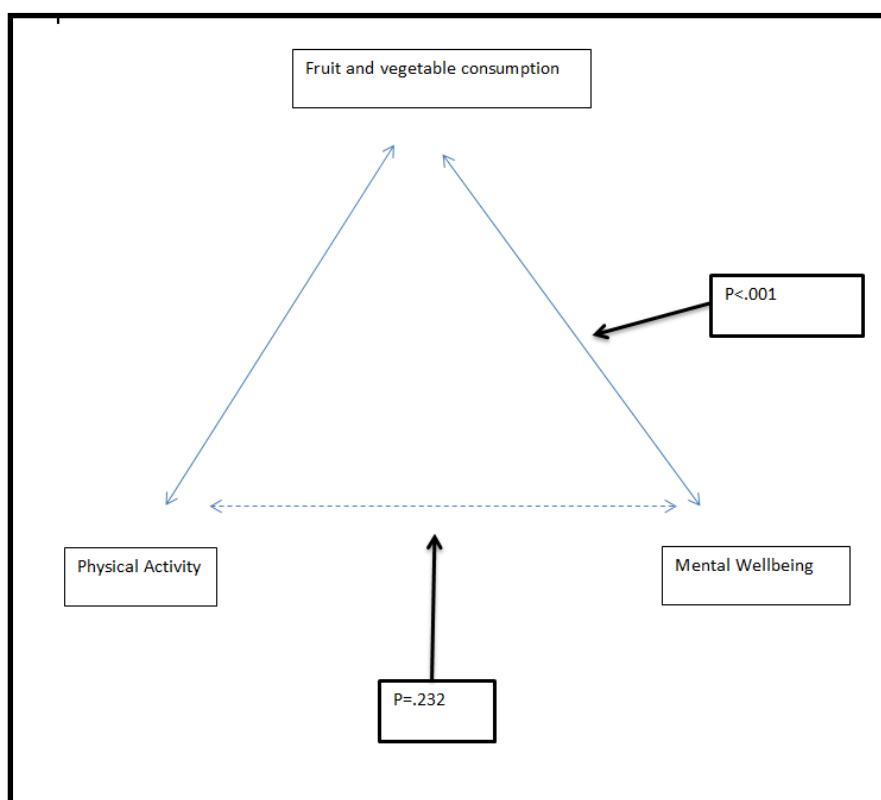 Fruit and vegetable consumption
P<.001
Physical Activity
Mental Wellbeing
P=.232